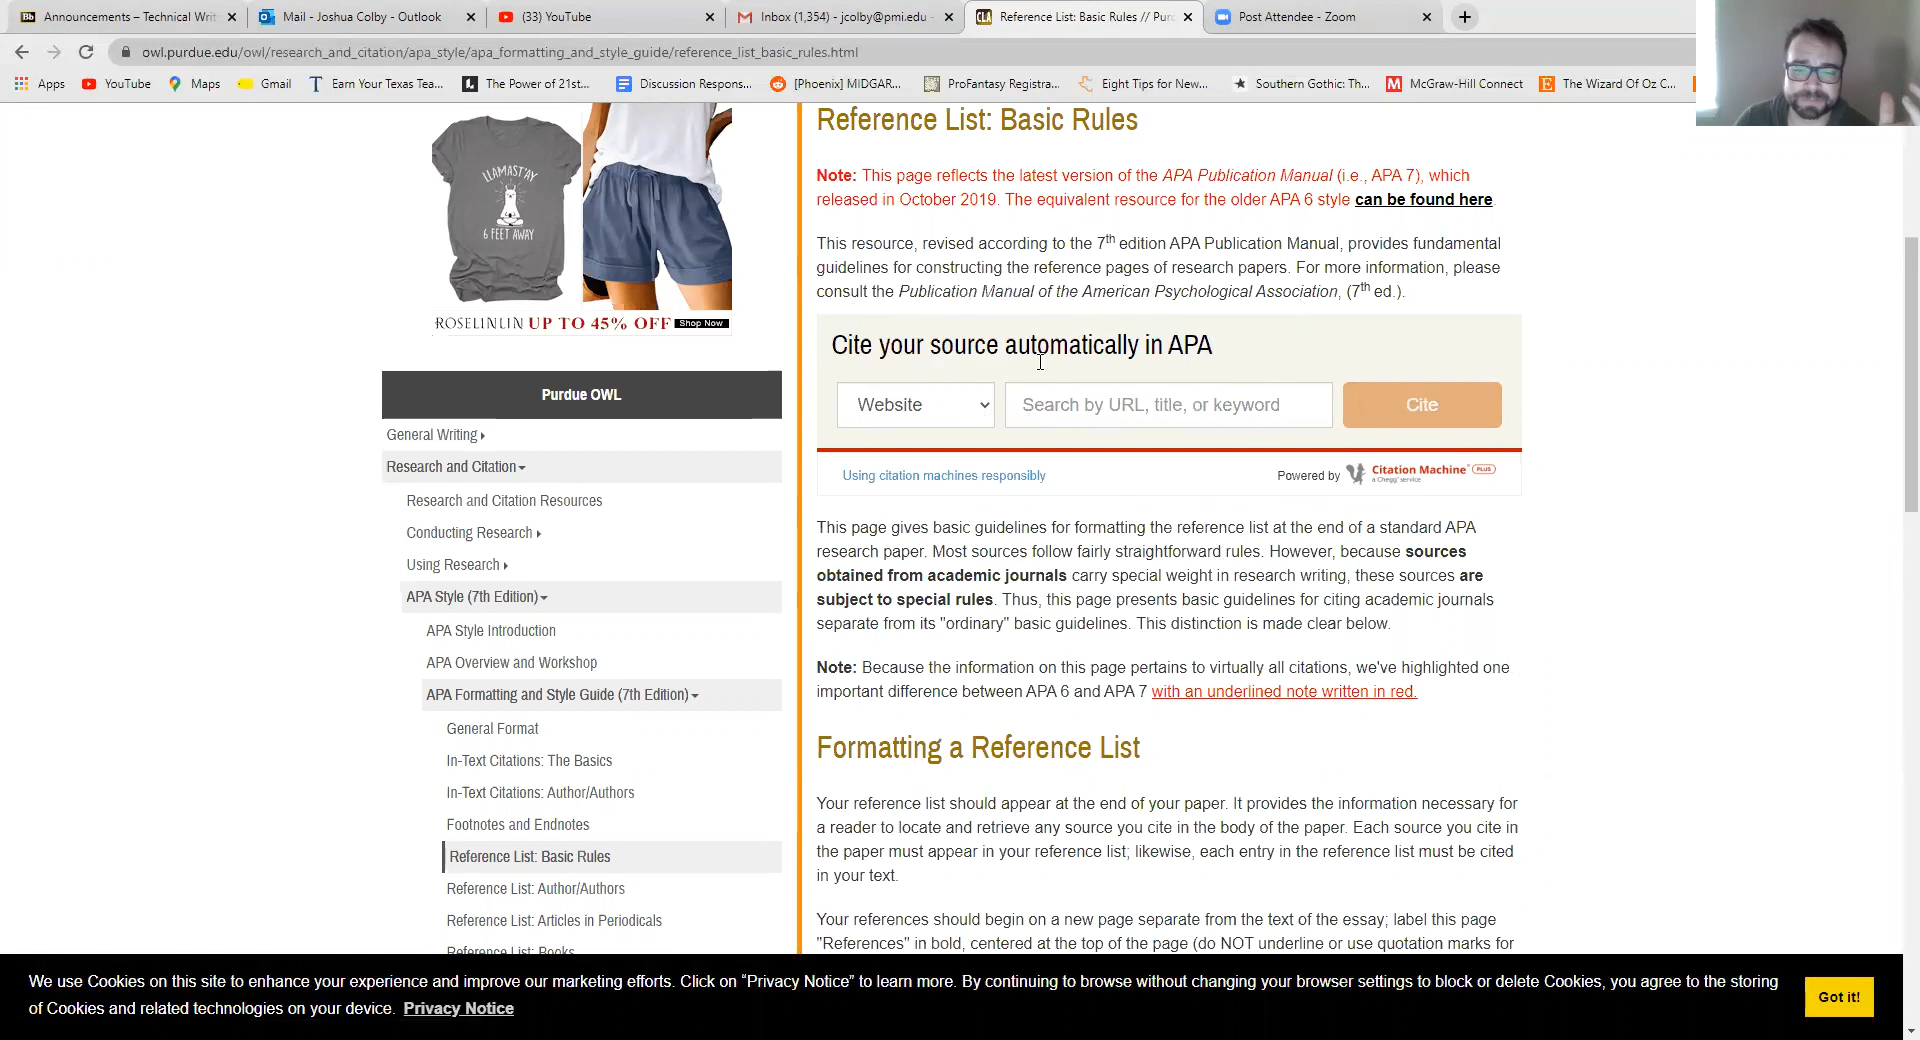 Bb Announcements – Technical Writ
Mail - Joshua Colby - Outlook
(33) YouTube
Inbox (1,354) - jcolby@pmi.edu -
CLA Reference List: Basic Rules // Purd
Post Attendee - Zoom
owl.purdue.edu/owl/research_and_citation/apa_style/apa_formatting_and_style_guide/reference_list_basic_rules.html
Apps YouTube Maps Gmail Earn Your Texas Tea... The Power of 21st... Discussion Respons... [Phoenix] MIDGAR... ProFantasy Registra... Eight Tips for New... Southern Gothic: Th... McGraw-Hill Connect The Wizard Of Oz C...
LLAMAST'AY
6 FEET AWAY
ROSELINLIN UP TO 45% OFF Shop Now
Purdue OWL
General Writing
Research and Citation
Research and Citation Resources
Conducting Research
Using Research
APA Style (7th Edition)
APA Style Introduction
APA Overview and Workshop
APA Formatting and Style Guide (7th Edition)
General Format
In-Text Citations: The Basics
In-Text Citations: Author/Authors
Footnotes and Endnotes
Reference List: Basic Rules
Reference List: Author/Authors
Reference List: Articles in Periodicals
Reference List: Books
Reference List: Basic Rules
Note: This page reflects the latest version of the APA Publication Manual (i.e., APA 7), which
released in October 2019. The equivalent resource for the older APA 6 style can be found here
This resource, revised according to the 7th edition APA Publication Manual, provides fundamental
guidelines for constructing the reference pages of research papers. For more information, please
consult the Publication Manual of the American Psychological Association, (7th ed.).
Cite your source automatically in APA
Website Search by URL, title, or keyword Cite
Using citation machines responsibly Powered by Citation Machine PLUS
a Chegg service
This page gives basic guidelines for formatting the reference list at the end of a standard APA
research paper. Most sources follow fairly straightforward rules. However, because sources
obtained from academic journals carry special weight in research writing, these sources are
subject to special rules. Thus, this page presents basic guidelines for citing academic journals
separate from its "ordinary" basic guidelines. This distinction is made clear below.
Note: Because the information on this page pertains to virtually all citations, we've highlighted one
important difference between APA 6 and APA 7 with an underlined note written in red.
Formatting a Reference List
Your reference list should appear at the end of your paper. It provides the information necessary for
a reader to locate and retrieve any source you cite in the body of the paper. Each source you cite in
the paper must appear in your reference list; likewise, each entry in the reference list must be cited
in your text.
Your references should begin on a new page separate from the text of the essay; label this page
"References" in bold, centered at the top of the page (do NOT underline or use quotation marks for
We use Cookies on this site to enhance your experience and improve our marketing efforts. Click on “Privacy Notice” to learn more. By continuing to browse without changing your browser settings to block or delete Cookies, you agree to the storing
of Cookies and related technologies on your device. Privacy Notice
Got it!